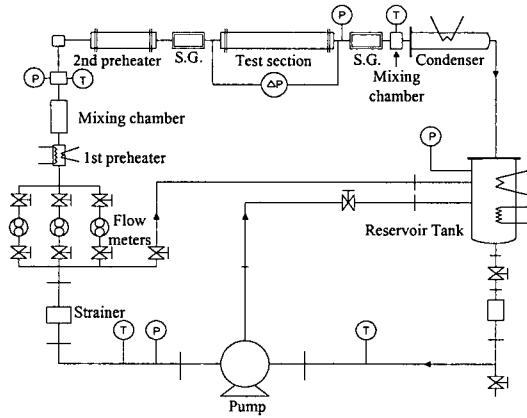 P
T
2nd preheater
S.G.
Test section
S.G.
Condenser
Mixing
chamber
ΔP
P
T
Mixing chamber
1st preheater
P
Flow
meters
Reservoir Tank
Strainer
T
P
T
Pump